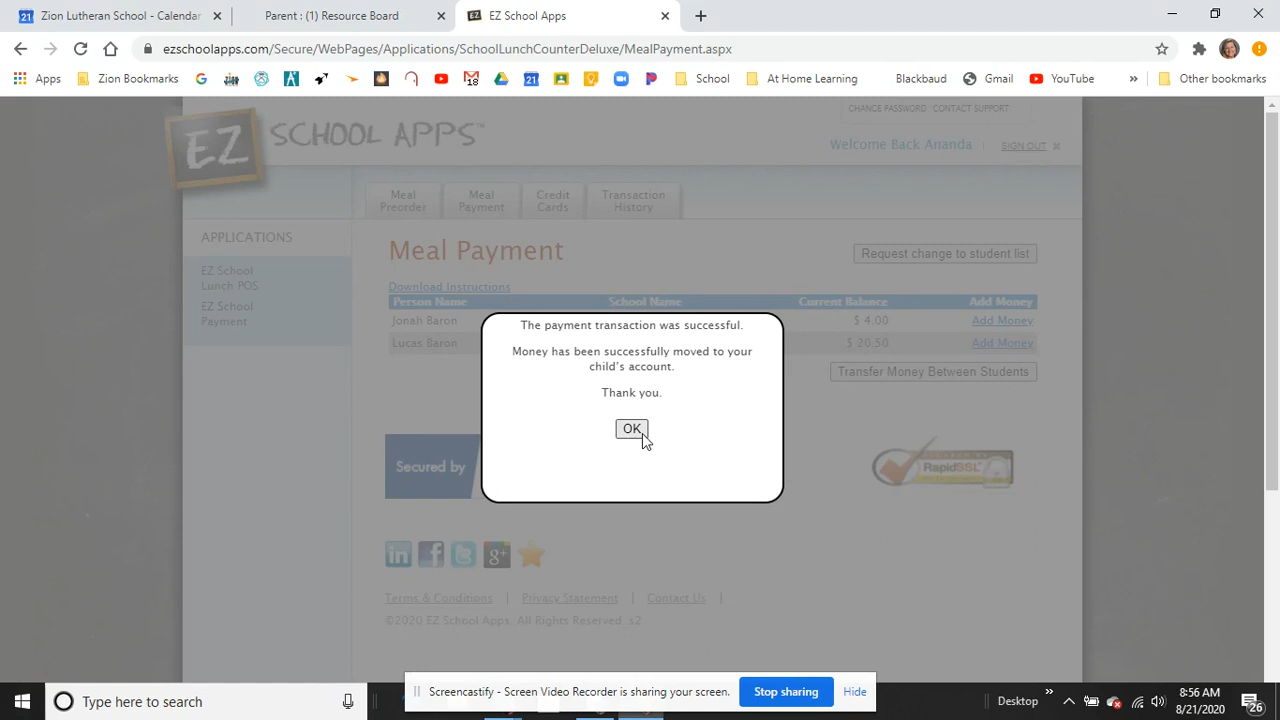 Zion Lutheran School - Calendar
Parent : (1) Resource Board
EZ School Apps
ezschoolapps.com/Secure/WebPages/Applications/SchoolLunchCounterDeluxe/MealPayment.aspx
Apps
Zion Bookmarks
18
21
School
At Home Learning
Blackbaud
Gmail
YouTube
»
Other bookmarks
CHANGE PASSWORD CONTACT SUPPORT
EZ SCHOOL APPS™
Welcome Back Ananda
SIGN OUT
Meal Preorder
Meal Payment
Credit Cards
Transaction History
APPLICATIONS
EZ School
Lunch POS
EZ School
Payment
Meal Payment
Request change to student list
Download Instructions
Person Name School Name Current Balance Add Money
Jonah Baron $ 4.00 Add Money
Lucas Baron $ 20.50 Add Money
Transfer Money Between Students
The payment transaction was successful.
Money has been successfully moved to your
child's account.
Thank you.
OK
Secured by
RapidSSL
Terms & Conditions | Privacy Statement | Contact Us |
©2020 EZ School Apps. All Rights Reserved. s2
Screencastify - Screen Video Recorder is sharing your screen.
Stop sharing
Hide
Type here to search
Desktop
»
8:56 AM
8/21/2020
26